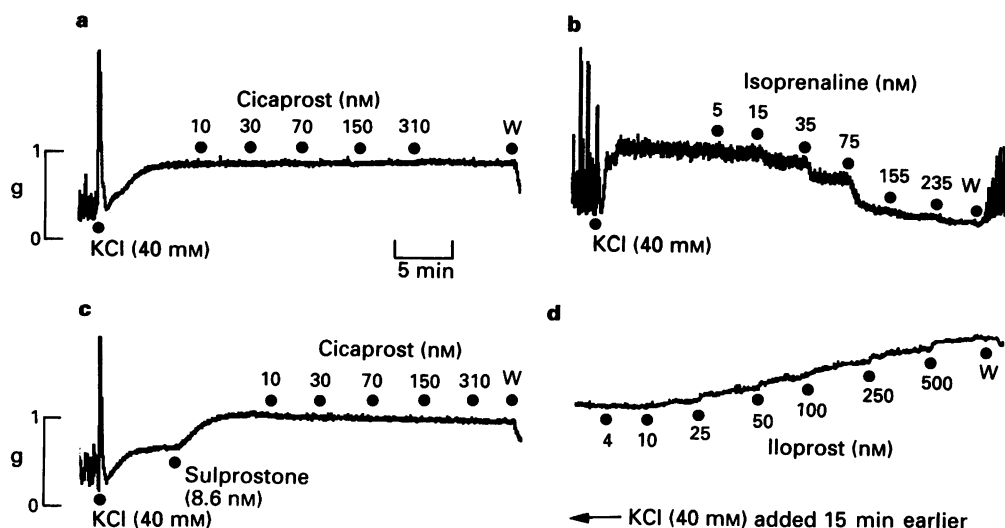 a
Cicaprost (nM)
10 30 70 150 310 W
1
g
0
KCl (40 mM)
5 min
b
Isoprenaline (nM)
5 15 35 75 155 235 W
KCl (40 mM)
c
Cicaprost (nM)
10 30 70 150 310 W
1
g
0
Sulprostone
(8.6 nM)
KCl (40 mM)
d
4 10 25 50 100 250 500 W
Iloprost (nM)
← KCl (40 mM) added 15 min earlier